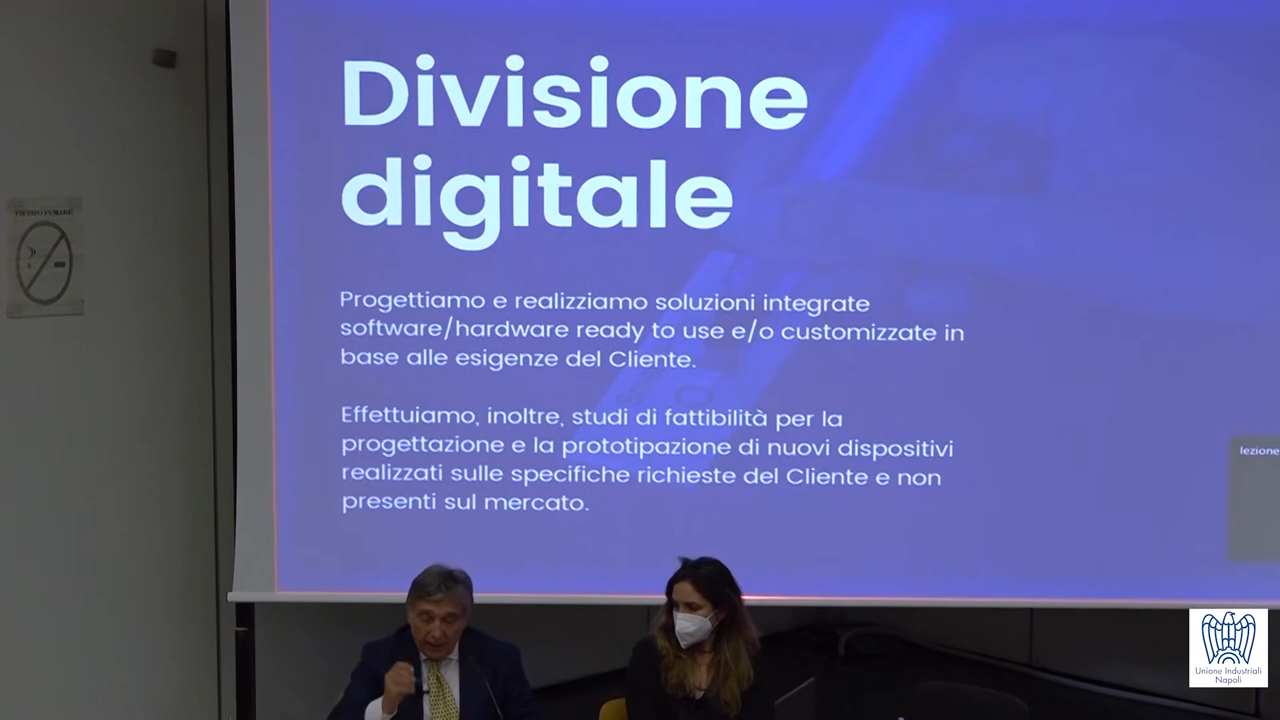 Divisione
digitale
VIETATO FUMARE
Progettiamo e realizziamo soluzioni integrate
software/hardware ready to use e/o customizzate in
base alle esigenze del Cliente.
Effettuiamo, inoltre, studi di fattibilità per la
progettazione e la prototipazione di nuovi dispositivi
realizzati sulle specifiche richieste del Cliente e non
presenti sul mercato.
lezione
Unione Industriali
Napoli